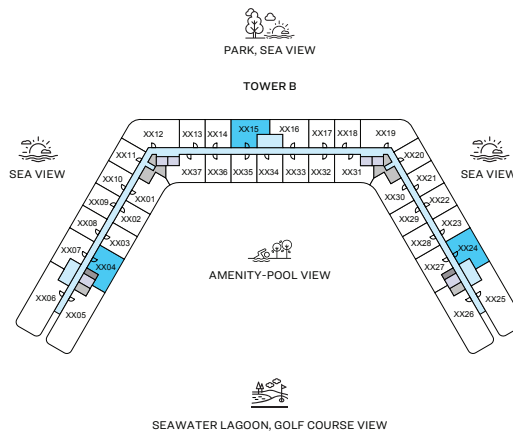 PARK, SEA VIEW
TOWER B
SEA VIEW
SEA VIEW
XX12
XX13
XX14
XX15
XX16
XX17
XX18
XX19
XX11
XX20
XX10
XX21
XX09
XX22
XX08
XX23
XX07
XX24
XX06
XX25
XX37
XX36
XX35
XX34
XX33
XX32
XX31
XX01
XX30
XX02
XX29
XX03
XX28
XX04
XX27
XX05
XX26
AMENITY-POOL VIEW
SEAWATER LAGOON, GOLF COURSE VIEW